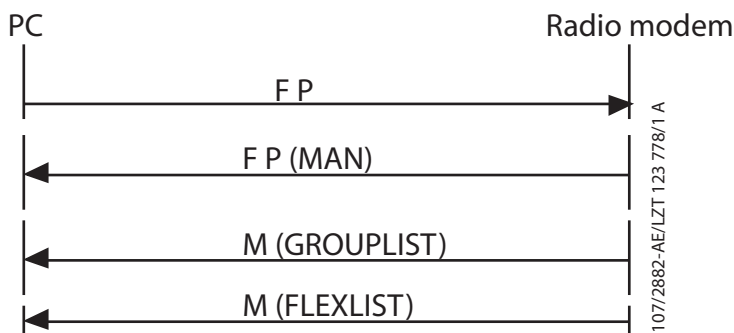 PC
Radio modem
F P
F P (MAN)
M (GROUPLIST)
M (FLEXLIST)
107/2882-AE/LZT 123 778/1 A